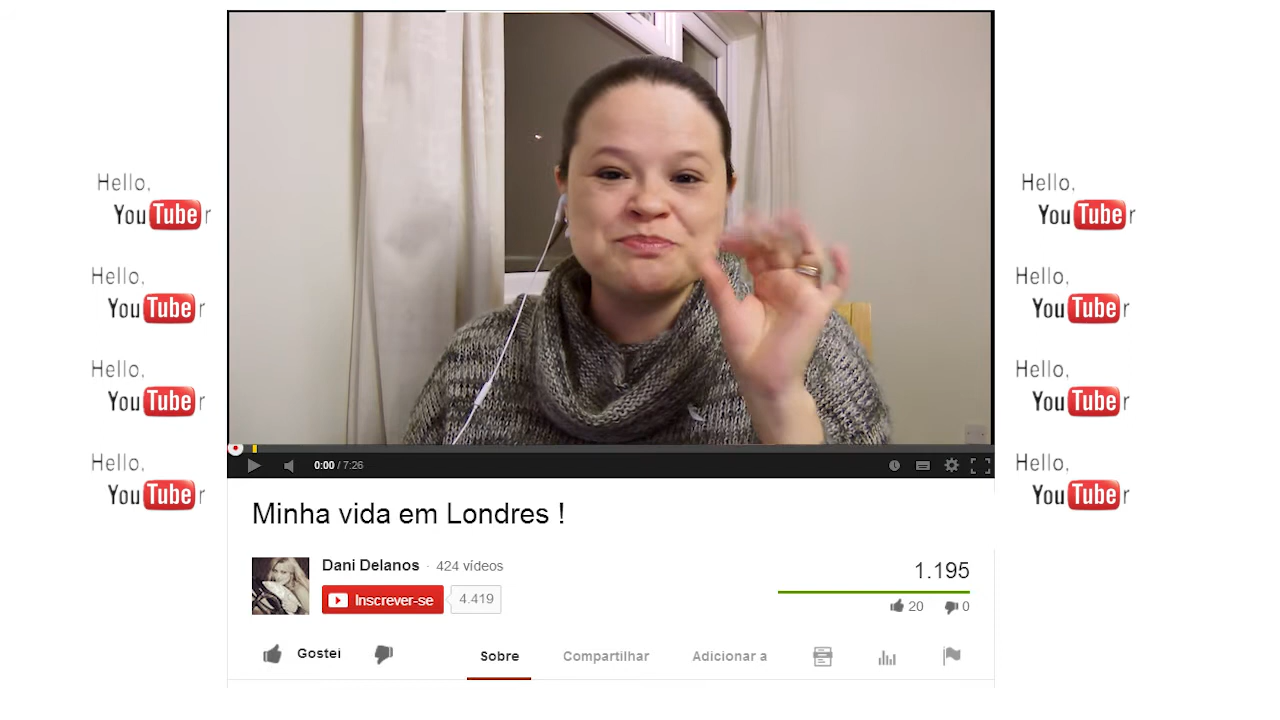 Hello,
YouTuber
Hello,
YouTuber
Hello,
YouTuber
Hello,
YouTuber
Hello,
YouTuber
Hello,
YouTuber
Hello,
YouTuber
Hello,
YouTuber
0:00 / 7:26
Minha vida em Londres !
Dani Delanos · 424 vídeos
Inscrever-se 4.419
1.195
20 0
Gostei
Sobre Compartilhar Adicionar a